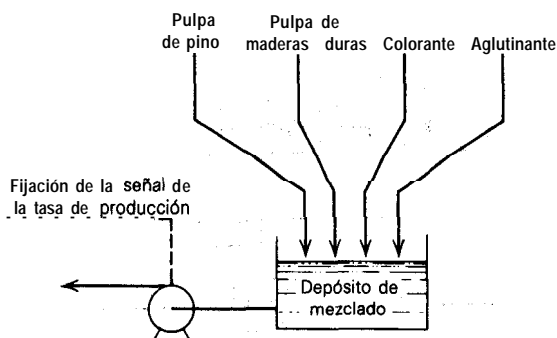 Pulpa
de pino
Pulpa de
maderas duras
Colorante
Aglutinante
Fijación de la señal de
la tasa de producción
Depósito de
mezclado